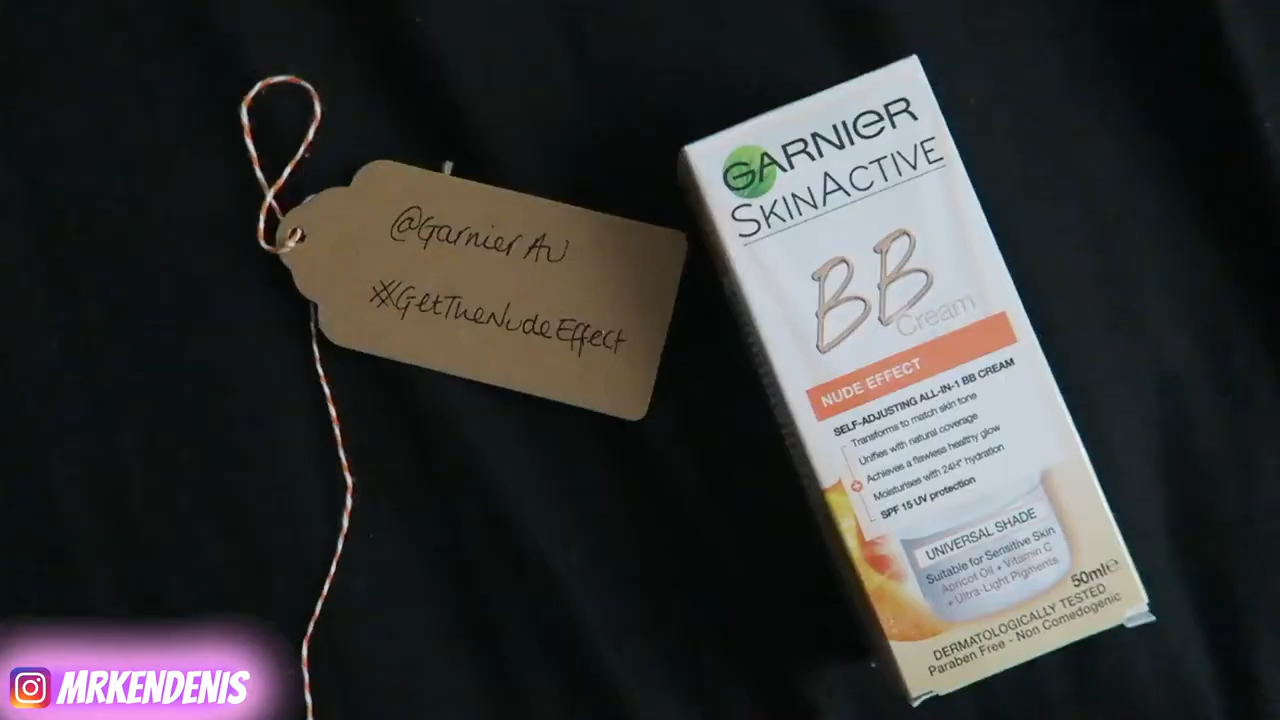 @GarnierAU
#GetTheNudeEffect
GARNIER
SKINACTIVE
BB
Cream
NUDE EFFECT
SELF-ADJUSTING ALL-IN-1 BB CREAM
Transforms to match skin tone
Unifies with natural coverage
Achieves a flawless healthy glow
Moisturises with 24H* hydration
SPF 15 UV protection
UNIVERSAL SHADE
Suitable for Sensitive Skin
Apricot Oil + Vitamin C
+ Ultra-Light Pigments
50ml℮
DERMATOLOGICALLY TESTED
Paraben Free - Non Comedogenic
MRKENDENIS